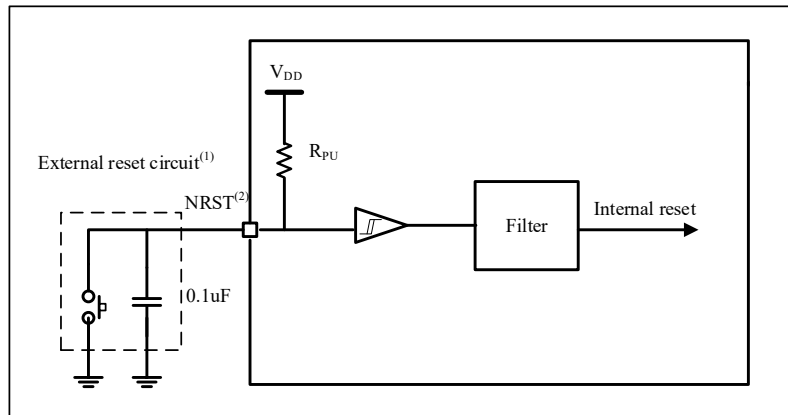 V_DD
R_PU
External reset circuit(1)
NRST(2)
Filter
Internal reset
0.1uF